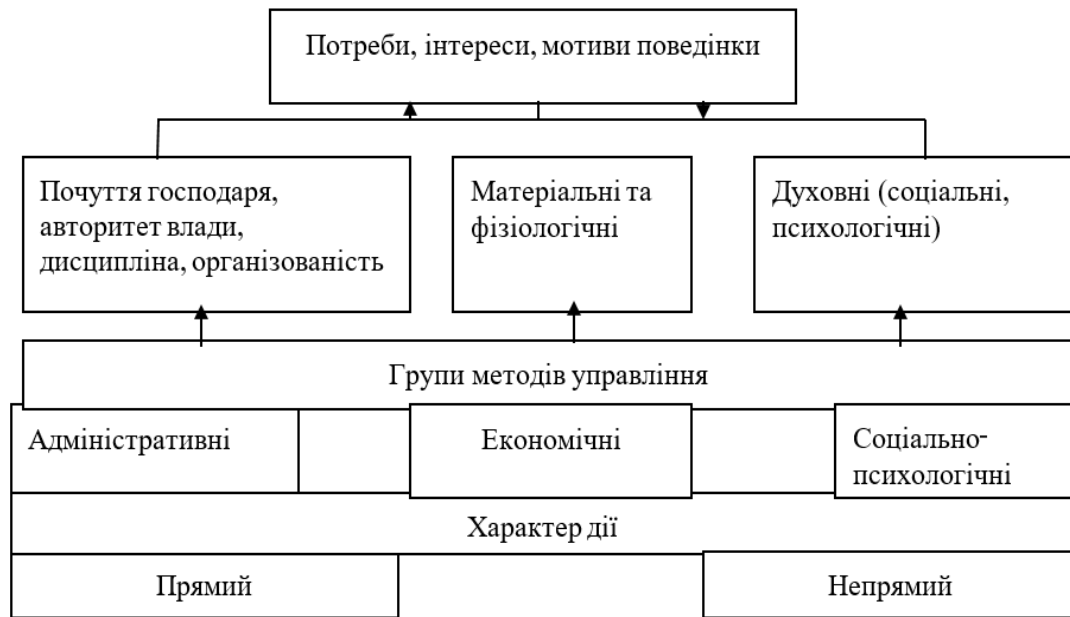 Потреби, інтереси, мотиви поведінки
Почуття господаря,
авторитет влади,
дисципліна, організованість
Матеріальні та
фізіологічні
Духовні (соціальні,
психологічні)
Групи методів управління
Адміністративні
Економічні
Соціально-
психологічні
Характер дії
Прямий
Непрямий